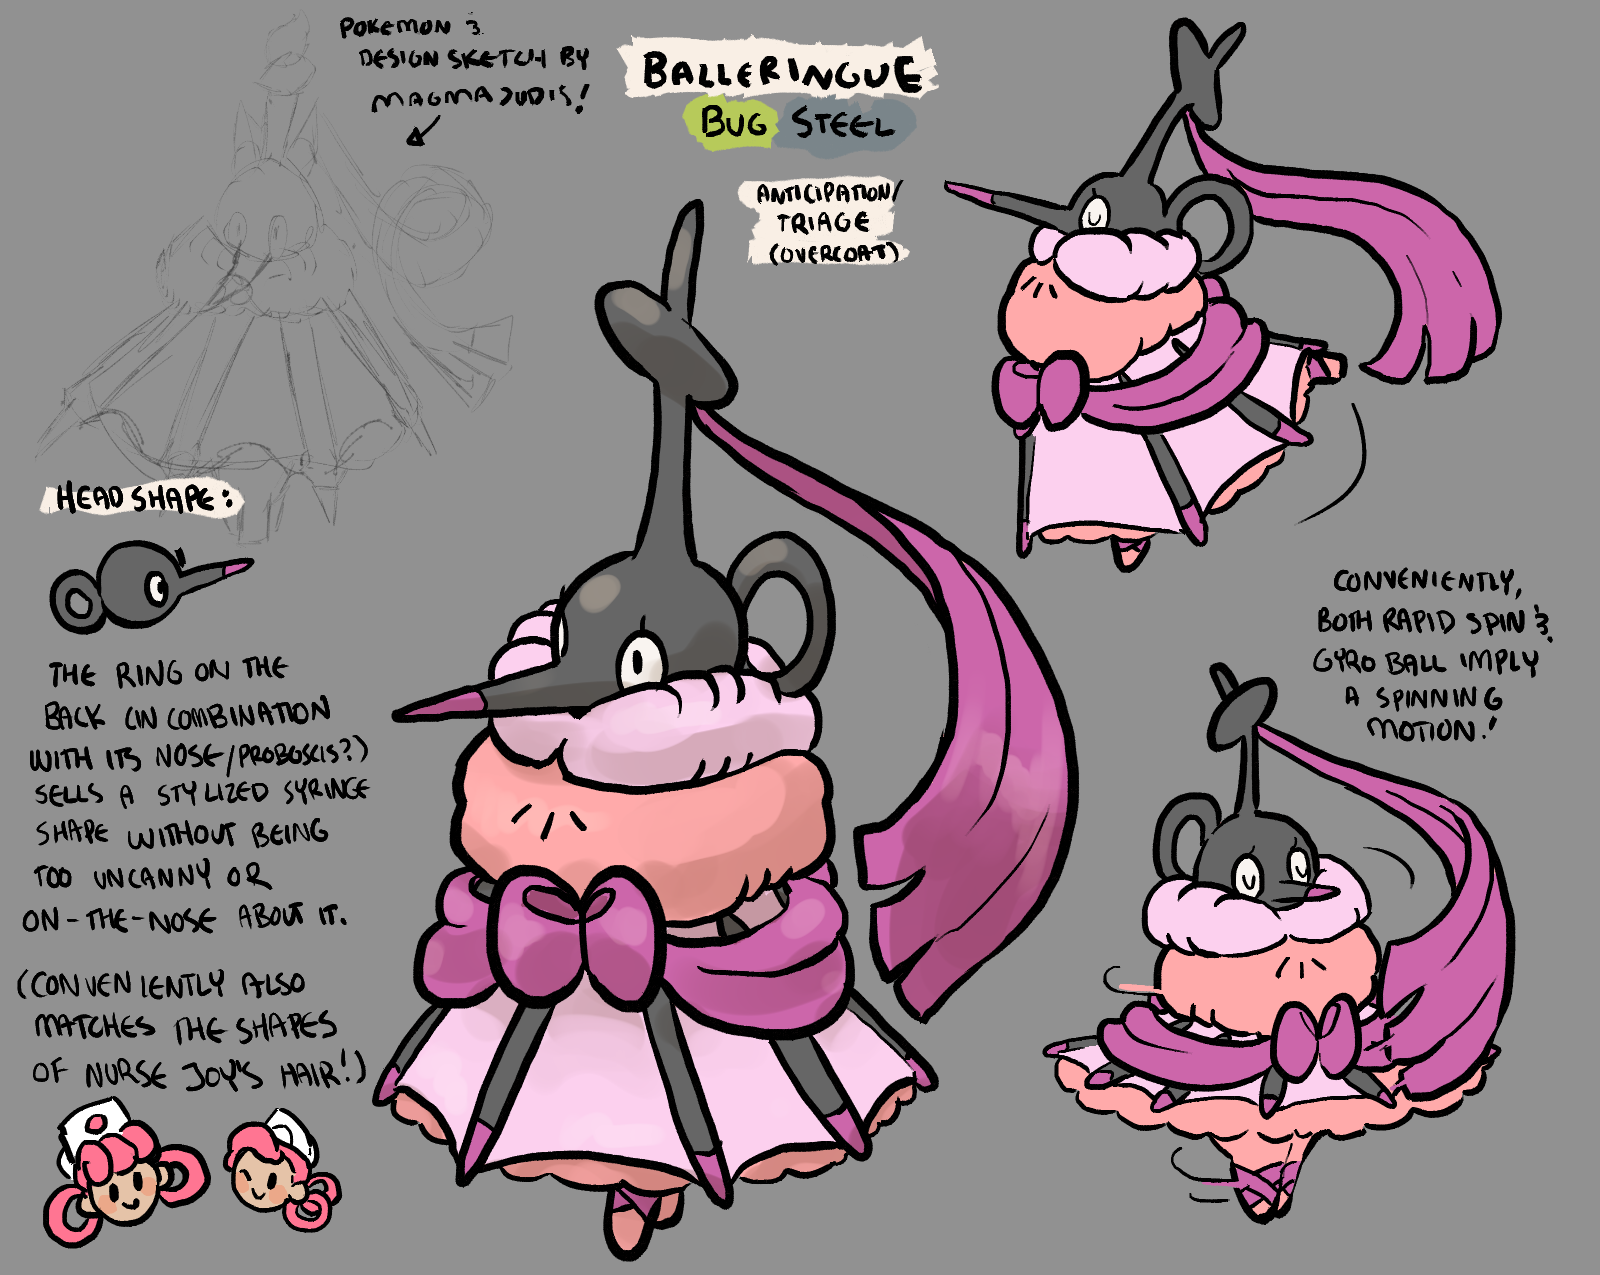 POKEMON &
DESIGN SKETCH BY
MAGMAJUDIS!
BALLERINGUE
BUG STEEL
ANTICIPATION/
TRIAGE
(OVERCOAT)
HEAD SHAPE:
THE RING ON THE
BACK (IN COMBINATION
WITH ITS NOSE/PROBOSCIS?)
SELLS A STYLIZED SYRINGE
SHAPE WITHOUT BEING
TOO UNCANNY OR
ON-THE-NOSE ABOUT IT.
(CONVENIENTLY ALSO
MATCHES THE SHAPES
OF NURSE JOY'S HAIR!)
CONVENIENTLY,
BOTH RAPID SPIN &
GYRO BALL IMPLY
A SPINNING
MOTION!